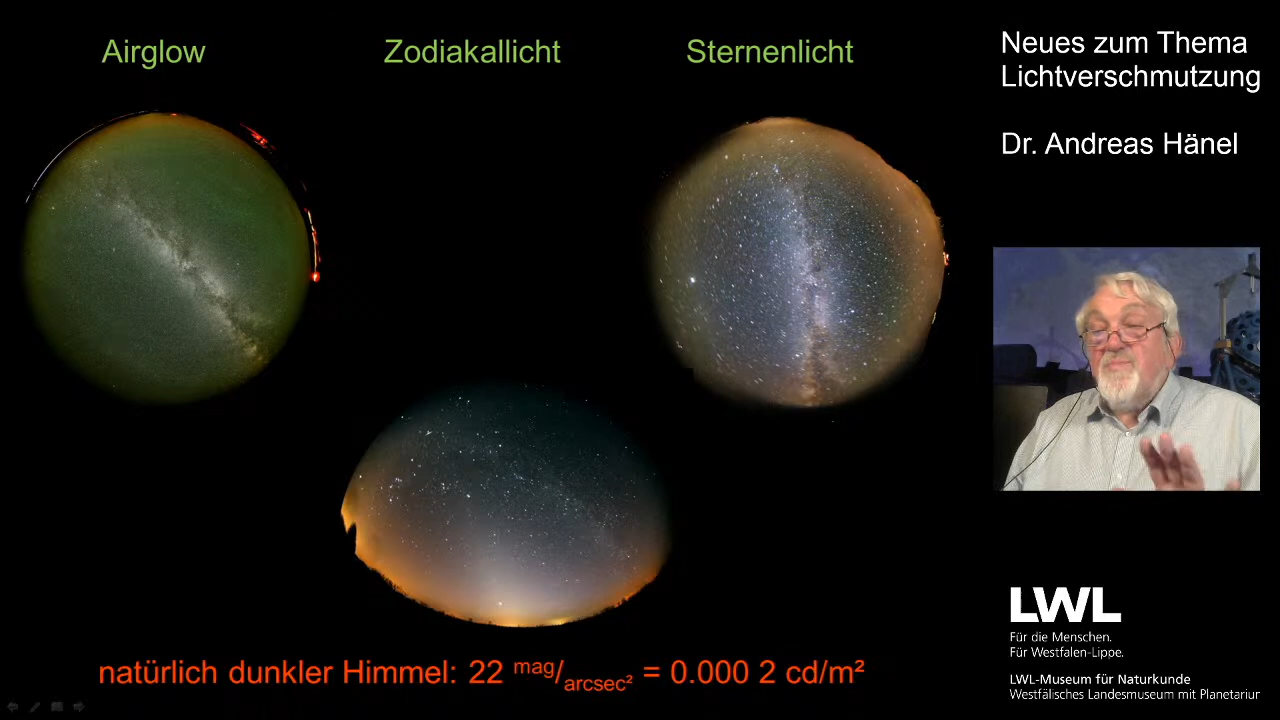 Airglow
Zodiakallicht
Sternenlicht
Neues zum Thema
Lichtverschmutzung
Dr. Andreas Hänel
natürlich dunkler Himmel: 22 mag/arcsec² = 0.000 2 cd/m²
LWL
Für die Menschen.
Für Westfalen-Lippe.
LWL-Museum für Naturkunde
Westfälisches Landesmuseum mit Planetarium